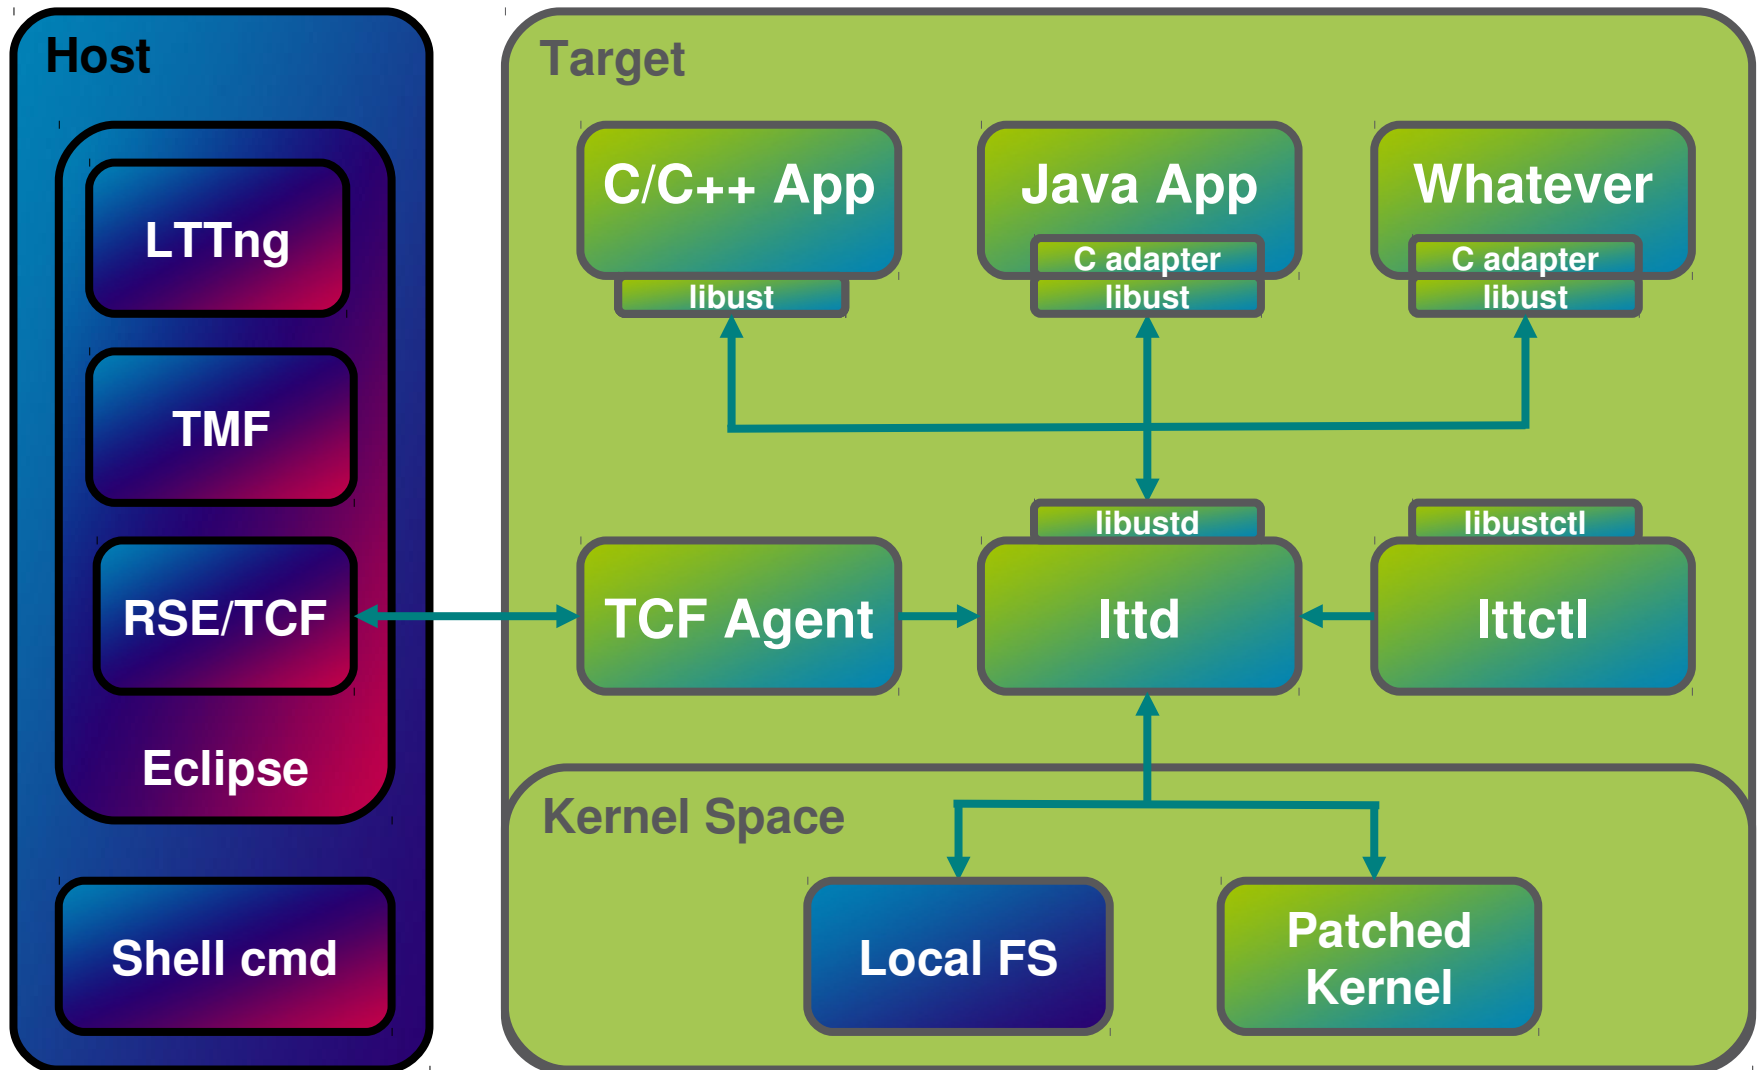 Host
LTTng
TMF
RSE/TCF
Eclipse
Shell cmd
Target
C/C++ App
libust
Java App
C adapter
libust
Whatever
C adapter
libust
TCF Agent
libustd
lttd
libustctl
lttctl
Kernel Space
Local FS
Patched
Kernel